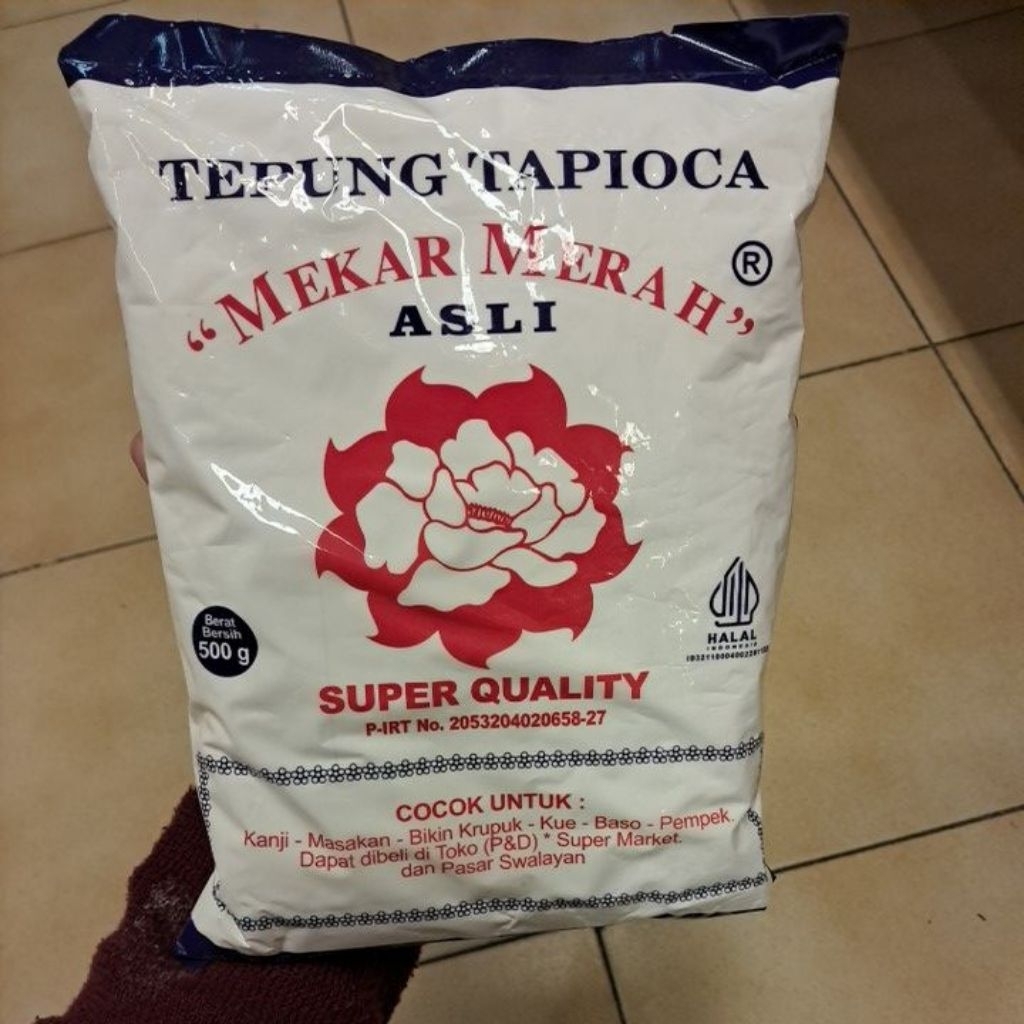 TEPUNG TAPIOCA
"MEKAR MERAH" ®
ASLI
Berat
Bersih
500 g
HALAL
INDONESIA
SUPER QUALITY
P-IRT No. 2053204020658-27
COCOK UNTUK :
Kanji - Masakan - Bikin Krupuk - Kue - Baso - Pempek.
Dapat dibeli di Toko (P&D) * Super Market.
dan Pasar Swalayan